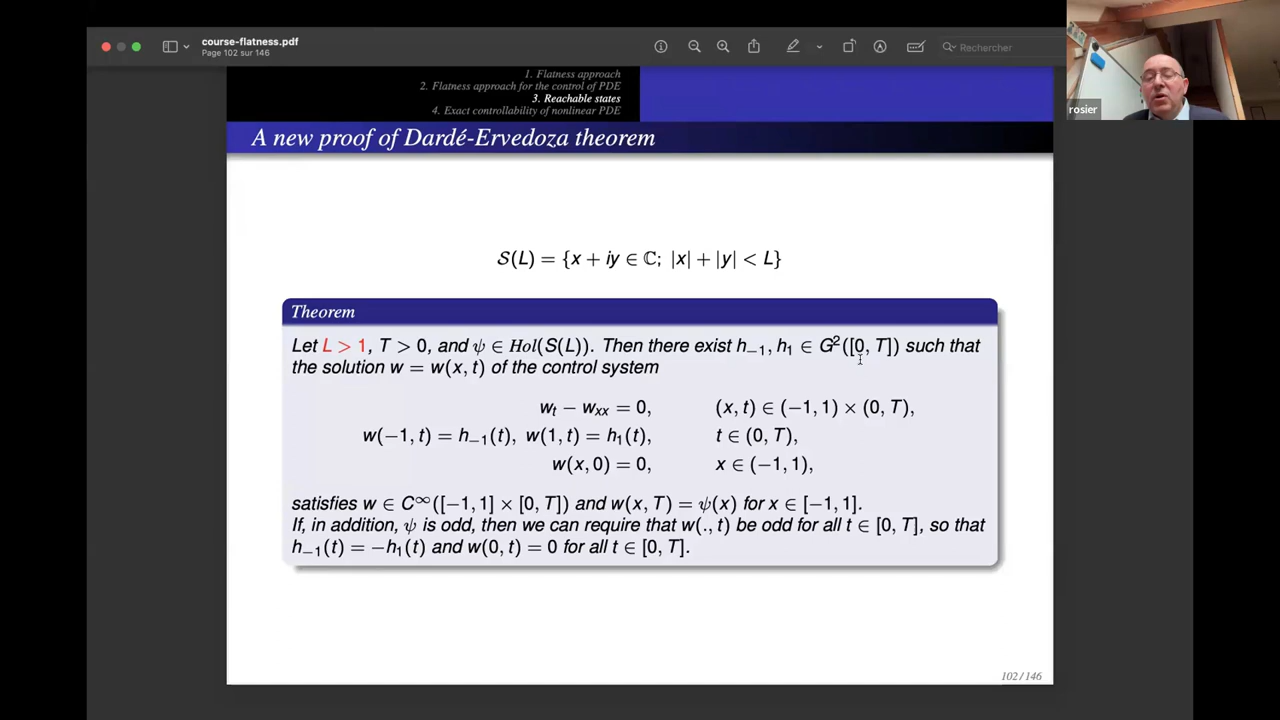 course-flatness.pdf
Page 102 sur 146
Rechercher
rosier
1. Flatness approach
2. Flatness approach for the control of PDE
3. Reachable states
4. Exact controllability of nonlinear PDE
A new proof of Dardé-Ervedoza theorem
S(L) = {x + iy ∈ ℂ; |x| + |y| < L}
Theorem
Let L > 1, T > 0, and ψ ∈ Hol(S(L)). Then there exist h₋₁, h₁ ∈ G²([0, T]) such that
the solution w = w(x, t) of the control system
wₜ − wₓₓ = 0, (x, t) ∈ (−1, 1) × (0, T),
w(−1, t) = h₋₁(t), w(1, t) = h₁(t), t ∈ (0, T),
w(x, 0) = 0, x ∈ (−1, 1),
satisfies w ∈ C^∞([−1, 1] × [0, T]) and w(x, T) = ψ(x) for x ∈ [−1, 1].
If, in addition, ψ is odd, then we can require that w(., t) be odd for all t ∈ [0, T], so that
h₋₁(t) = −h₁(t) and w(0, t) = 0 for all t ∈ [0, T].
102 / 146